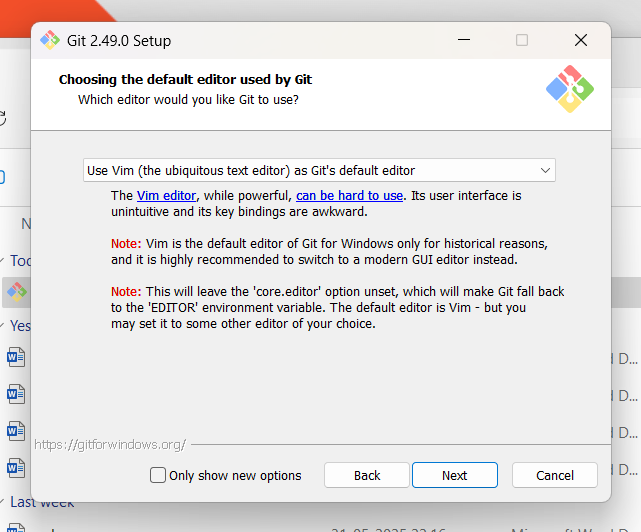 Git 2.49.0 Setup
Choosing the default editor used by Git
Which editor would you like Git to use?
Use Vim (the ubiquitous text editor) as Git's default editor
The Vim editor, while powerful, can be hard to use. Its user interface is
unintuitive and its key bindings are awkward.
Note: Vim is the default editor of Git for Windows only for historical reasons,
and it is highly recommended to switch to a modern GUI editor instead.
Note: This will leave the 'core.editor' option unset, which will make Git fall back
to the 'EDITOR' environment variable. The default editor is Vim - but you
may set it to some other editor of your choice.
https://gitforwindows.org/
Only show new options
Back
Next
Cancel
N
Tod
Yes
d D...
d D...
d D...
d D...
Last week